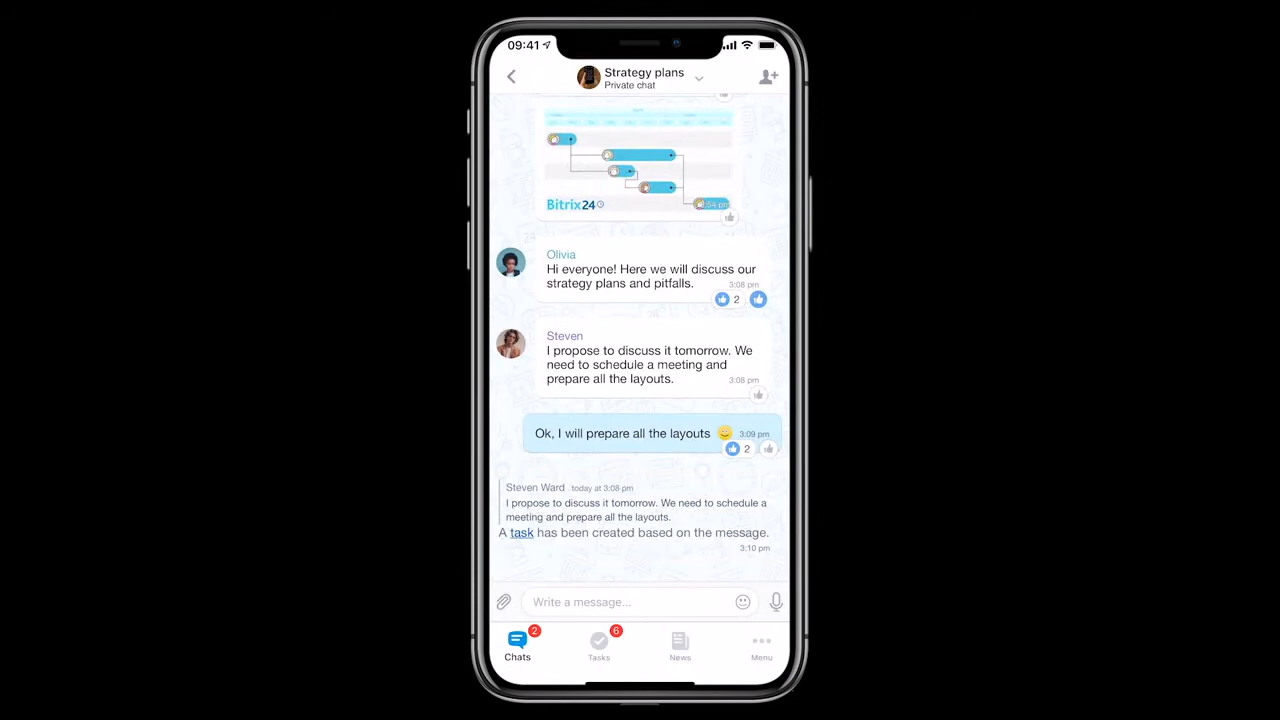 09:41
Strategy plans
Private chat
Bitrix24
3:54 pm
Olivia
Hi everyone! Here we will discuss our
strategy plans and pitfalls.
3:08 pm
2
Steven
I propose to discuss it tomorrow. We
need to schedule a meeting and
prepare all the layouts.
3:08 pm
Ok, I will prepare all the layouts
3:09 pm
2
Steven Ward today at 3:08 pm
I propose to discuss it tomorrow. We need to schedule a
meeting and prepare all the layouts.
A task has been created based on the message.
3:10 pm
Write a message...
2
6
Chats
Tasks
News
Menu